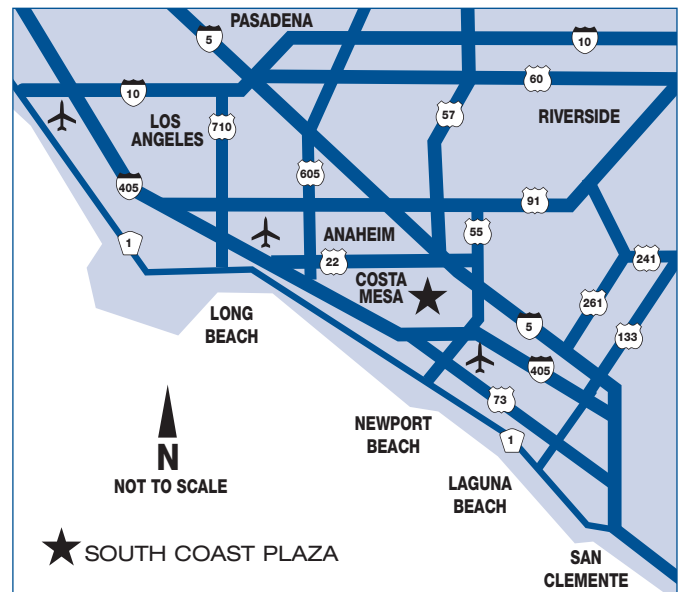 PASADENA
5
10
10
60
LOS
ANGELES
710
57
RIVERSIDE
605
405
91
1
ANAHEIM
55
22
241
COSTA
MESA
261
LONG
BEACH
5
133
405
N
NOT TO SCALE
73
NEWPORT
BEACH
1
LAGUNA
BEACH
SOUTH COAST PLAZA
SAN
CLEMENTE